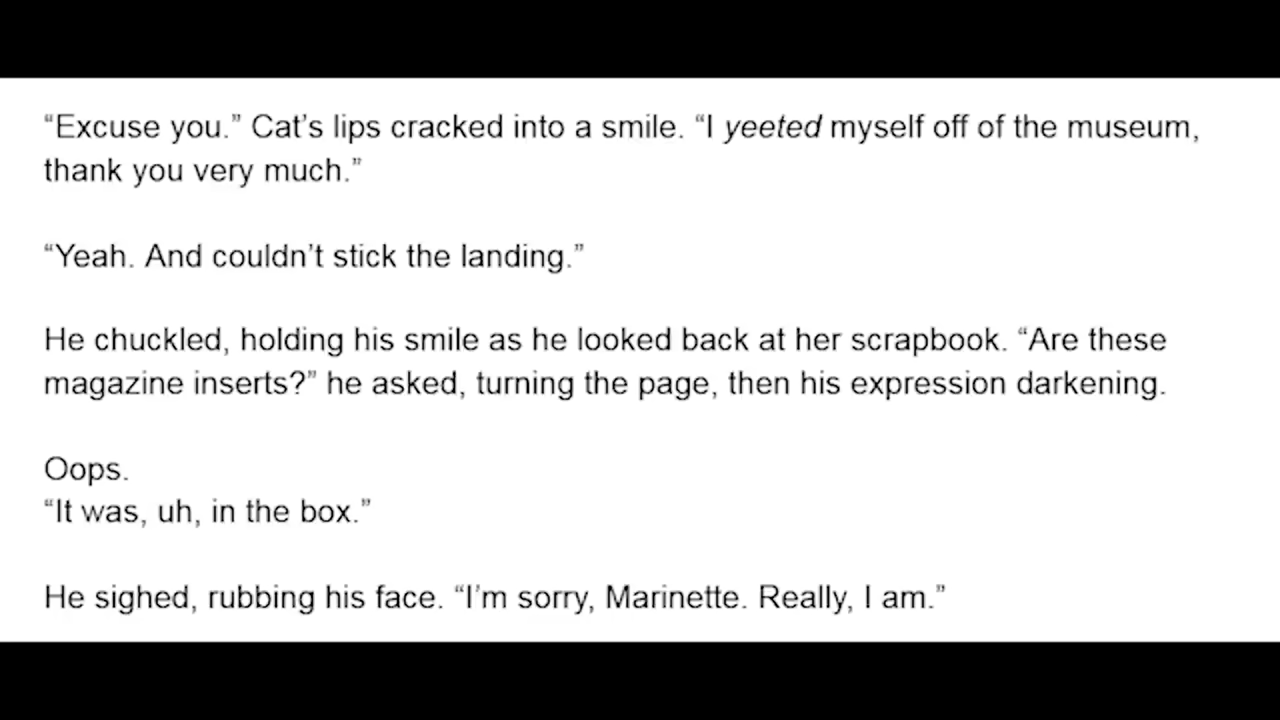 “Excuse you.” Cat’s lips cracked into a smile. “I yeeted myself off of the museum,
thank you very much.”
“Yeah. And couldn’t stick the landing.”
He chuckled, holding his smile as he looked back at her scrapbook. “Are these
magazine inserts?” he asked, turning the page, then his expression darkening.
Oops.
“It was, uh, in the box.”
He sighed, rubbing his face. “I’m sorry, Marinette. Really, I am.”